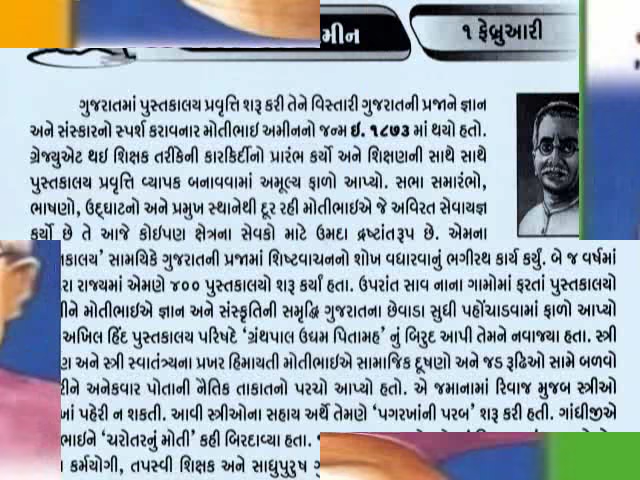 મીન
૧ ફેબ્રુઆરી
ગુજરાતમાં પુસ્તકાલય પ્રવૃત્તિ શરૂ કરી તેને વિસ્તારી ગુજરાતની પ્રજાને જ્ઞાન
અને સંસ્કારનો સ્પર્શ કરાવનાર મોતીભાઇ અમીનનો જન્મ ઇ. ૧૮૭૩ માં થયો હતો.
ગ્રેજ્યુએટ થઇ શિક્ષક તરીકેની કારકિર્દીનો પ્રારંભ કર્યો અને શિક્ષણની સાથે સાથે
પુસ્તકાલય પ્રવૃત્તિ વ્યાપક બનાવવામાં અમૂલ્ય ફાળો આપ્યો. સભા સમારંભો,
ભાષણો, ઉદ્ઘાટનો અને પ્રમુખ સ્થાનેથી દૂર રહી મોતીભાઇએ જે અવિરત સેવાયજ્ઞ
કર્યો છે તે આજે કોઇપણ ક્ષેત્રના સેવકો માટે ઉમદા દ્રષ્ટાંતરૂપ છે. એમના
તકાલય’ સામયિકે ગુજરાતની પ્રજામાં શિષ્ટવાચનનો શોખ વધારવાનું ભગીરથ કાર્ય કર્યું. બે જ વર્ષમાં
રા રાજ્યમાં એમણે ૪૦૦ પુસ્તકાલયો શરૂ કર્યાં હતા. ઉપરાંત સાવ નાના ગામોમાં ફરતાં પુસ્તકાલયો
ીને મોતીભાઇએ જ્ઞાન અને સંસ્કૃતિની સમૃદ્ધિ ગુજરાતના છેવાડા સુધી પહોંચાડવામાં ફાળો આપ્યો
અખિલ હિંદ પુસ્તકાલય પરિષદે ‘ગ્રંથપાલ ઉદ્યમ પિતામહ’ નું બિરુદ આપી તેમને નવાજ્યા હતા. સ્ત્રી
ણ અને સ્ત્રી સ્વાતંત્ર્યના પ્રખર હિમાયતી મોતીભાઇએ સામાજિક દૂષણો અને જડ રૂઢિઓ સામે બળવો
રીને અનેકવાર પોતાની નૈતિક તાકાતનો પરચો આપ્યો હતો. એ જમાનામાં રિવાજ મુજબ સ્ત્રીઓ
ખાં પહેરી ન શકતી. આવી સ્ત્રીઓના સહાય અર્થે તેમણે ‘પગરખાંની પરબ’ શરૂ કરી હતી. ગાંધીજીએ
ભાઇને ‘ચરોતરનું મોતી’ કહી બિરદાવ્યા હતા.
કર્મયોગી, તપસ્વી શિક્ષક અને સાધુપુરુષ